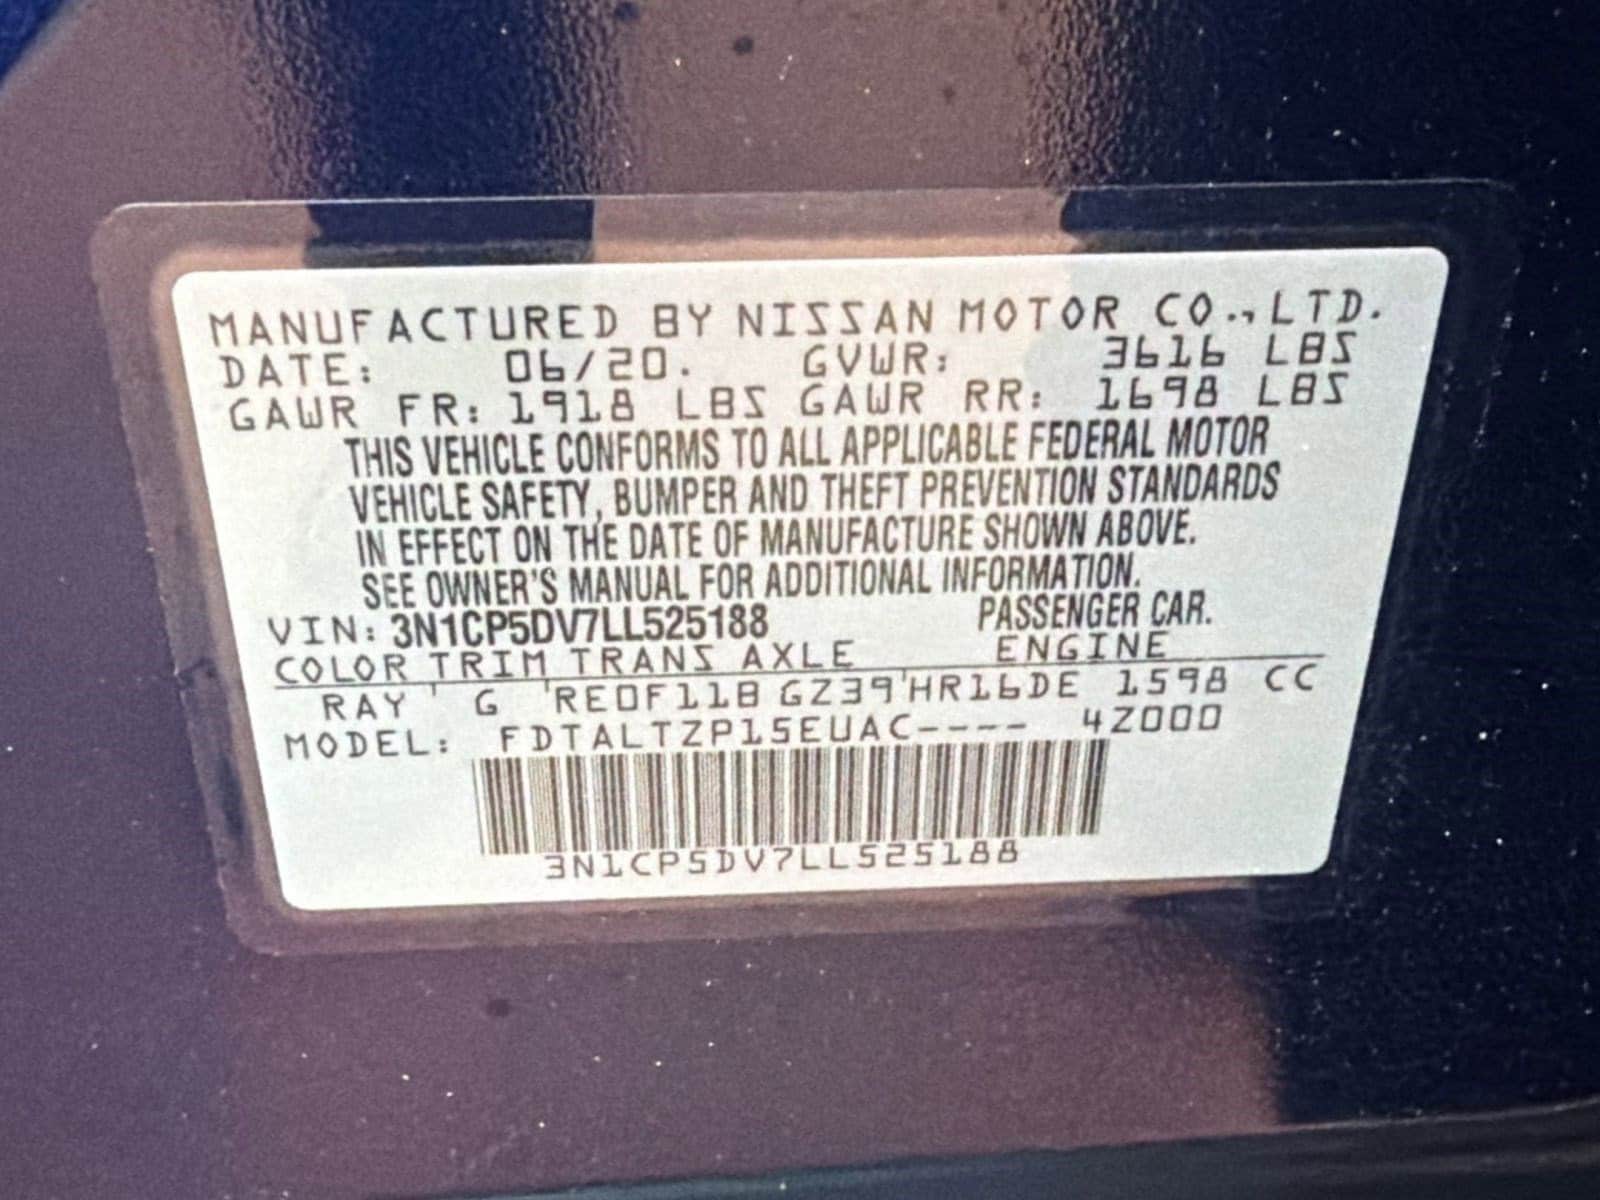 MANUFACTURED BY NISSAN MOTOR CO., LTD.
DATE: 06/20. GVWR: 3616 LBS
GAWR FR: 1918 LBS GAWR RR: 1698 LBS
THIS VEHICLE CONFORMS TO ALL APPLICABLE FEDERAL MOTOR
VEHICLE SAFETY, BUMPER AND THEFT PREVENTION STANDARDS
IN EFFECT ON THE DATE OF MANUFACTURE SHOWN ABOVE.
SEE OWNER'S MANUAL FOR ADDITIONAL INFORMATION.
VIN: 3N1CP5DV7LL525188 PASSENGER CAR.
COLOR TRIM TRANS AXLE ENGINE
RAY G RE0F11B GZ39 HR16DE 1598 CC
MODEL: FDTALTZP15EUAC---- 4Z000
3N1CP5DV7LL525188